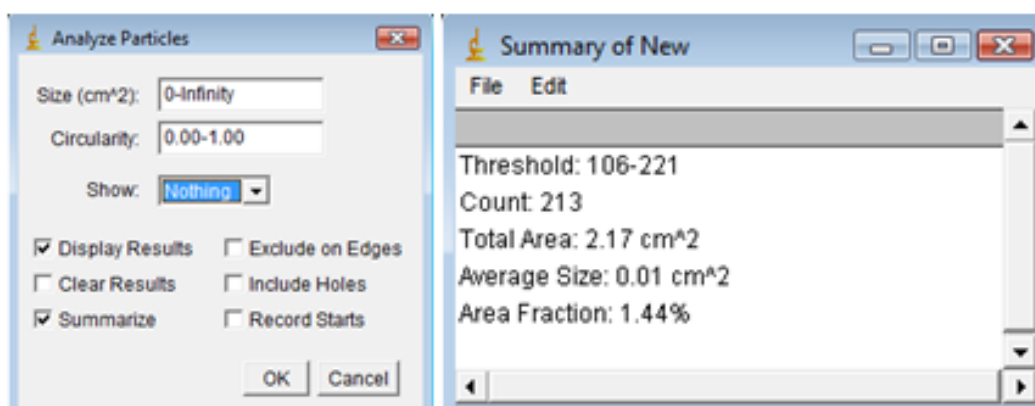 Analyze Particles
Size (cm^2): 0-Infinity
Circularity: 0.00-1.00
Show: Nothing
Display Results Exclude on Edges
Clear Results Include Holes
Summarize Record Starts
OK Cancel
Summary of New
File Edit
Threshold: 106-221
Count: 213
Total Area: 2.17 cm^2
Average Size: 0.01 cm^2
Area Fraction: 1.44%